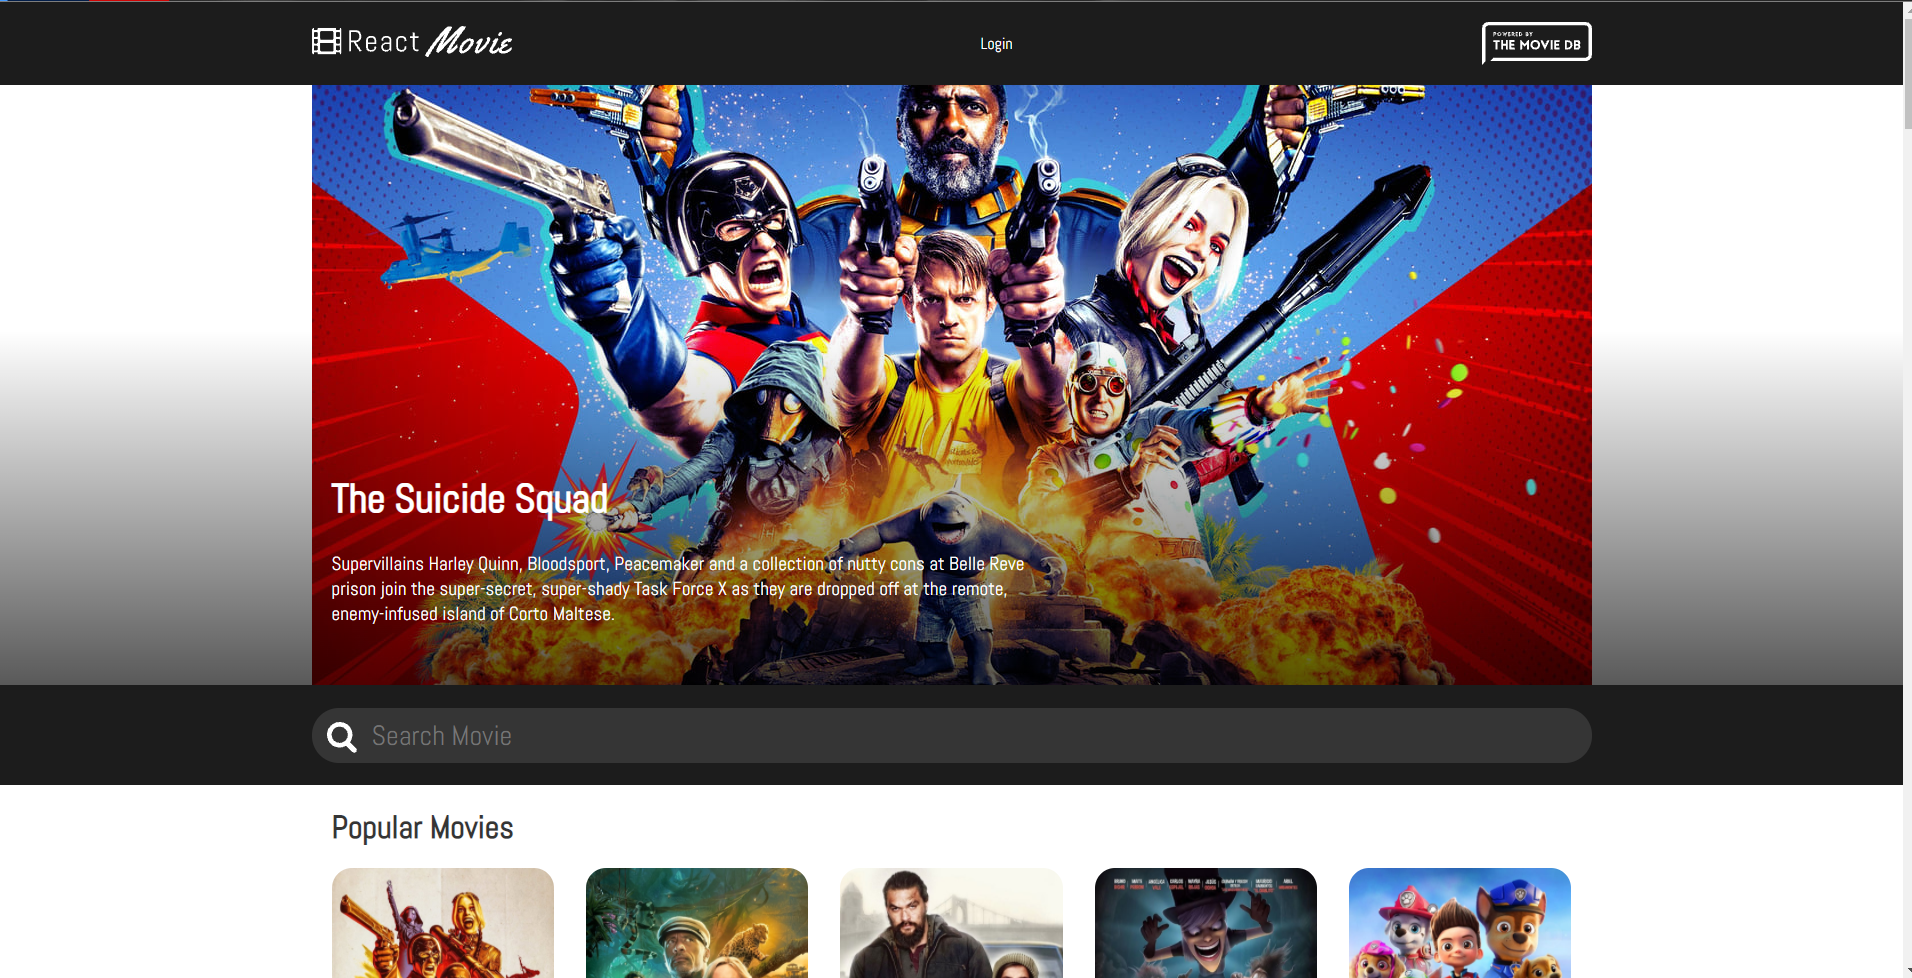 React Movie
Login
POWERED BY
THE MOVIE DB
The Suicide Squad
Supervillains Harley Quinn, Bloodsport, Peacemaker and a collection of nutty cons at Belle Reve
prison join the super-secret, super-shady Task Force X as they are dropped off at the remote,
enemy-infused island of Corto Maltese.
Search Movie
Popular Movies